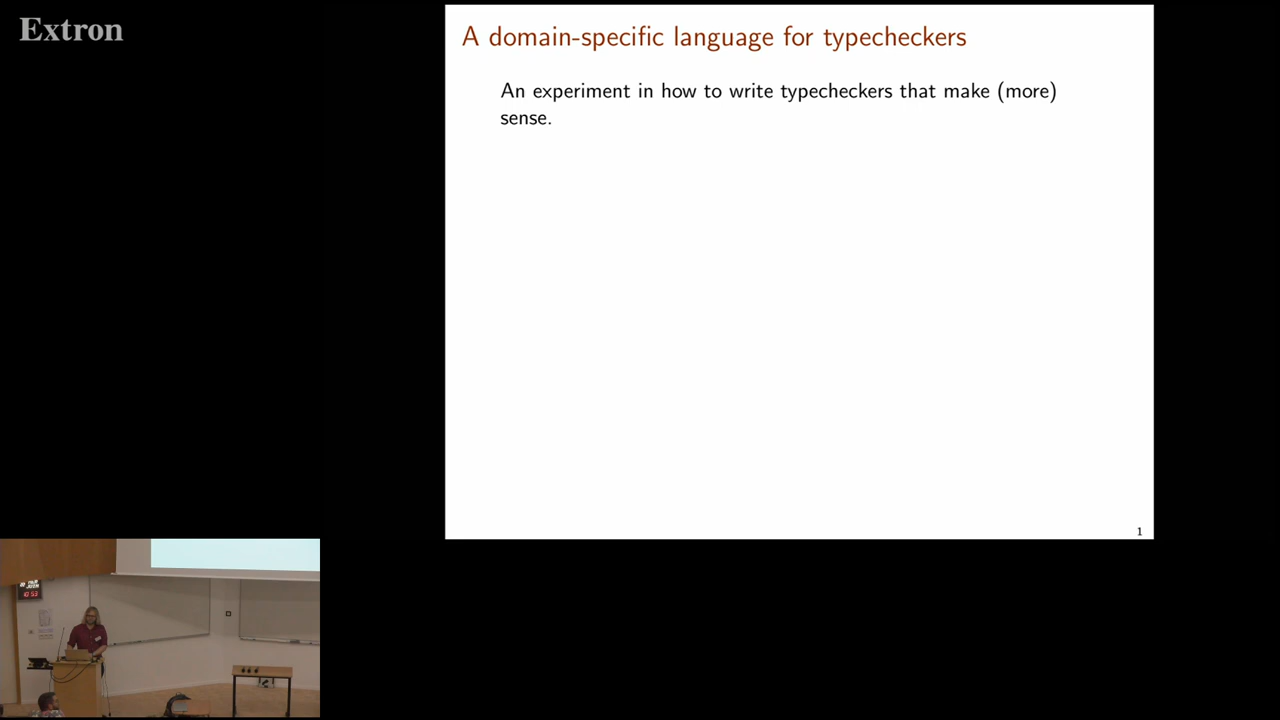 Extron
A domain-specific language for typecheckers
An experiment in how to write typecheckers that make (more)
sense.
1